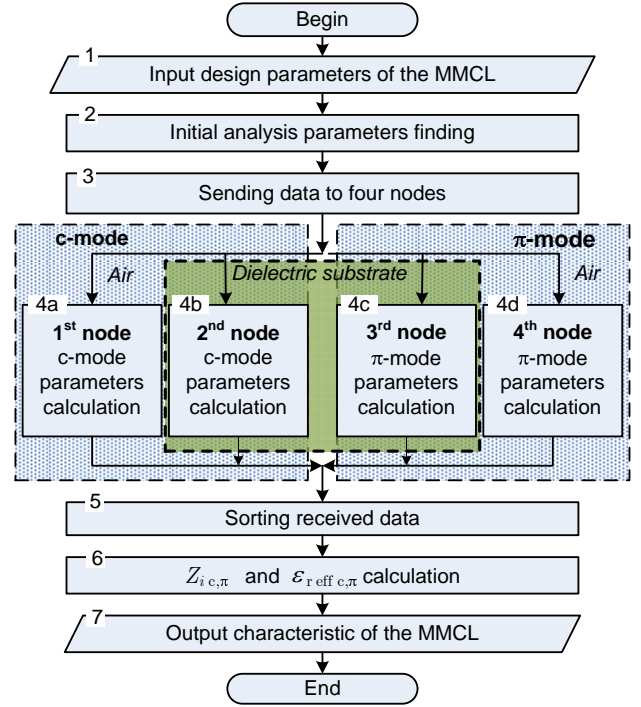 Begin
1
Input design parameters of the MMCL
2
Initial analysis parameters finding
3
Sending data to four nodes
c-mode
π-mode
Air
Dielectric substrate
Air
4a
1st node
c-mode
parameters
calculation
4b
2nd node
c-mode
parameters
calculation
4c
3rd node
π-mode
parameters
calculation
4d
4th node
π-mode
parameters
calculation
5
Sorting received data
6
Z i c,π and ε r eff c,π calculation
7
Output characteristic of the MMCL
End